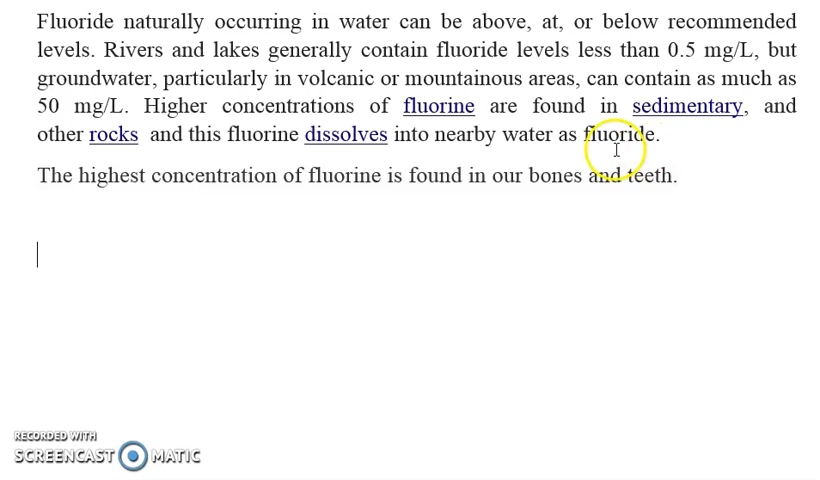 Fluoride naturally occurring in water can be above, at, or below recommended
levels. Rivers and lakes generally contain fluoride levels less than 0.5 mg/L, but
groundwater, particularly in volcanic or mountainous areas, can contain as much as
50 mg/L. Higher concentrations of fluorine are found in sedimentary, and
other rocks and this fluorine dissolves into nearby water as fluoride.
The highest concentration of fluorine is found in our bones and teeth.
RECORDED WITH
SCREENCAST MATIC